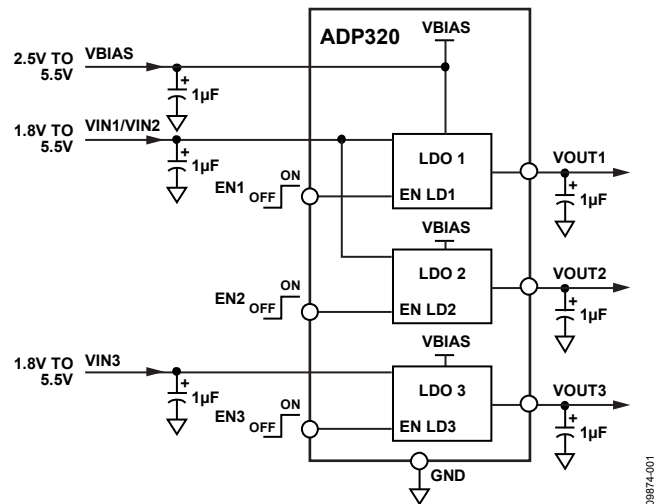 ADP320
VBIAS
2.5V TO
5.5V
VBIAS
+
1µF
1.8V TO
5.5V
VIN1/VIN2
+
1µF
LDO 1
EN LD1
EN1
OFF
ON
VOUT1
+
1µF
VBIAS
LDO 2
EN LD2
EN2
OFF
ON
VOUT2
+
1µF
1.8V TO
5.5V
VIN3
+
1µF
VBIAS
LDO 3
EN LD3
EN3
OFF
ON
VOUT3
+
1µF
GND
09874-001